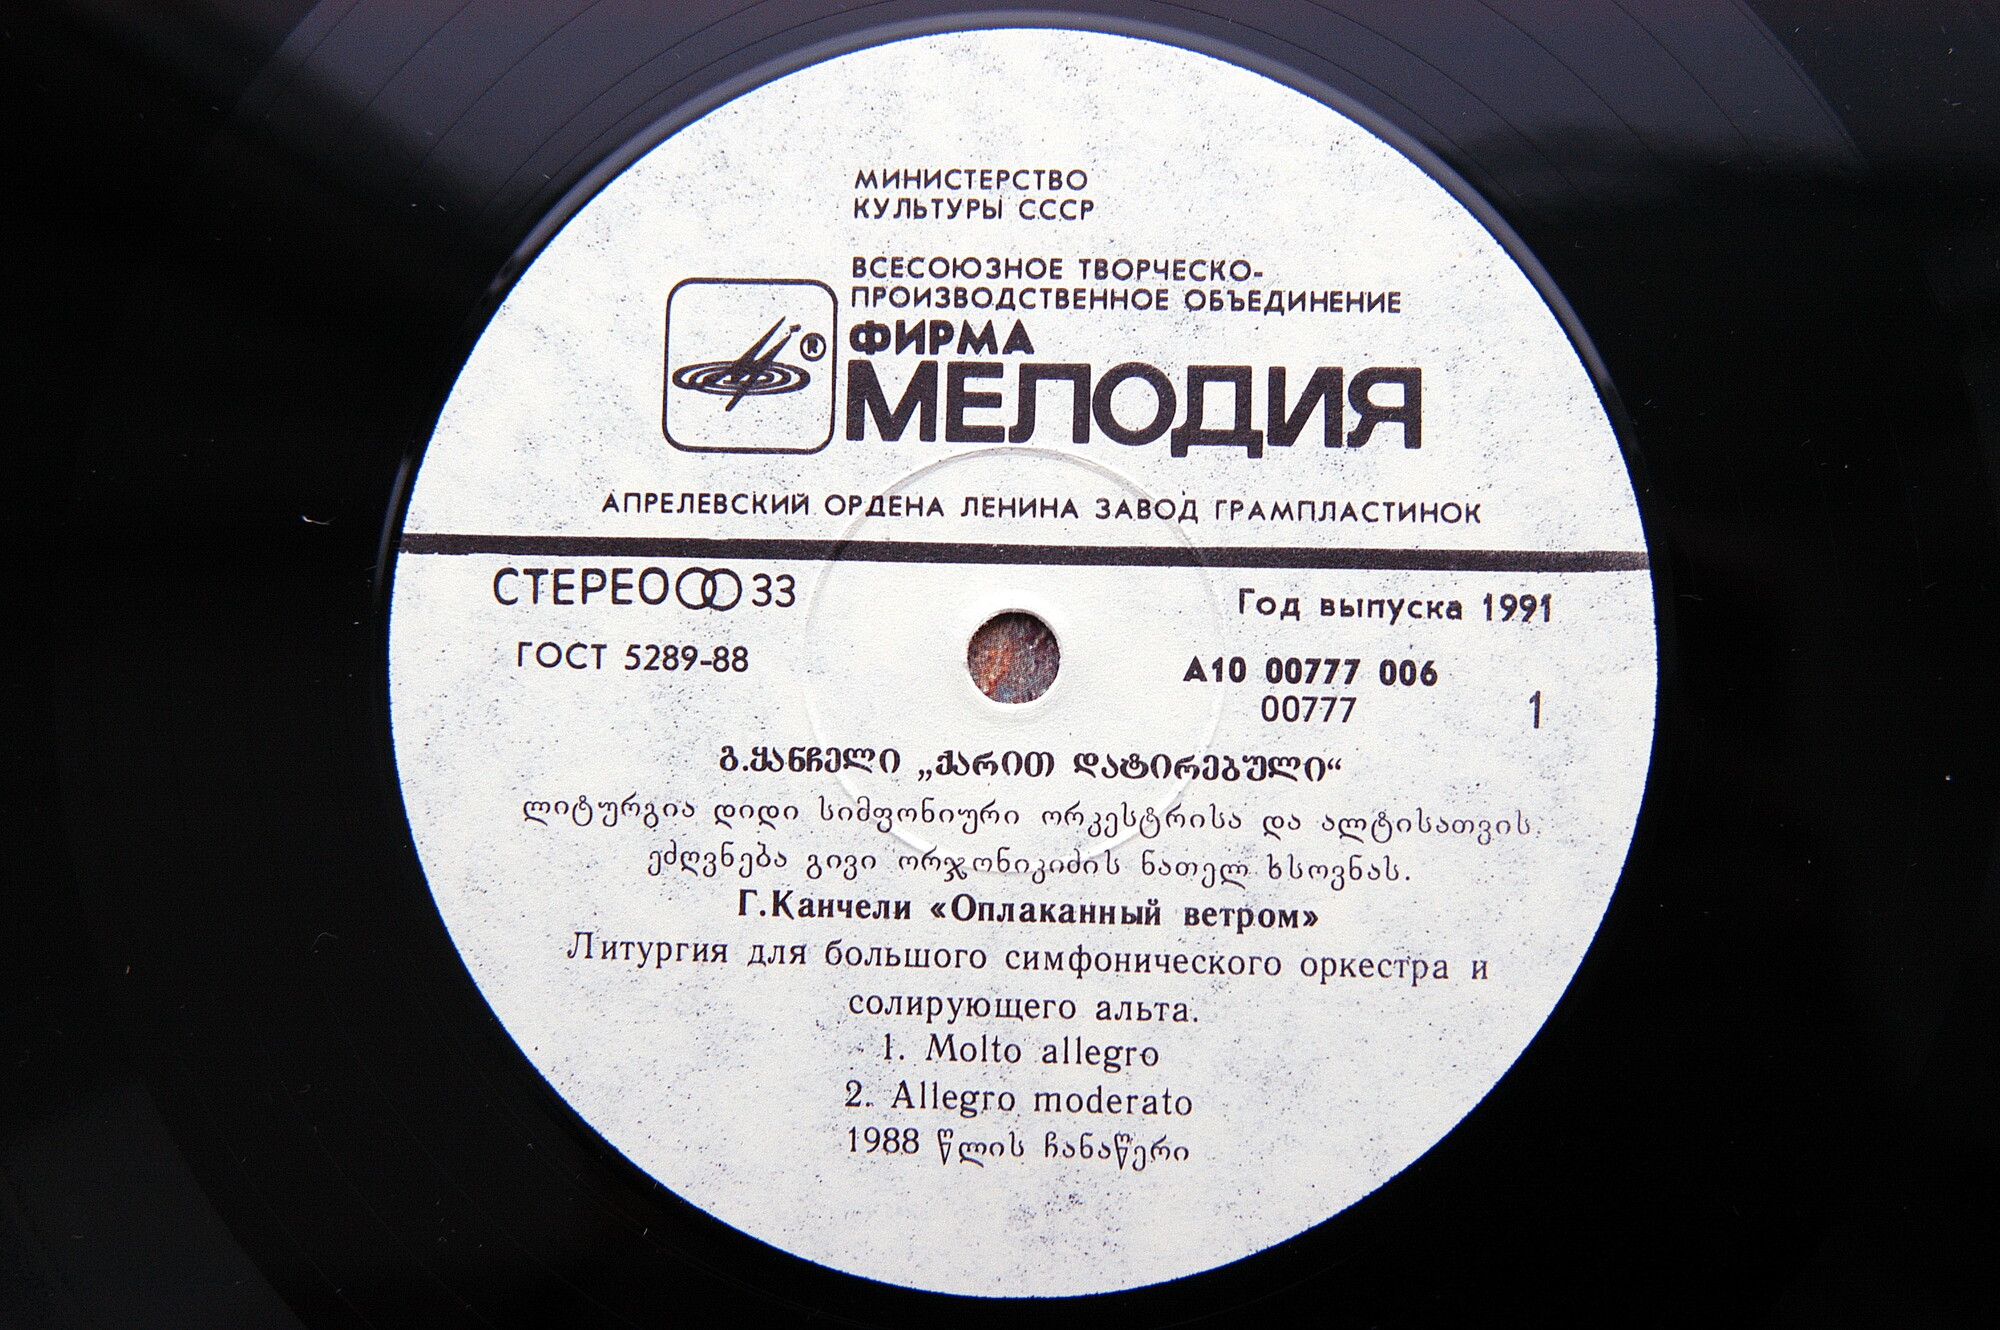 МИНИСТЕРСТВО
КУЛЬТУРЫ СССР
ВСЕСОЮЗНОЕ ТВОРЧЕСКО-
ПРОИЗВОДСТВЕННОЕ ОБЪЕДИНЕНИЕ
ФИРМА
®
МЕЛОДИЯ
АПРЕЛЕВСКИЙ ОРДЕНА ЛЕНИНА ЗАВОД ГРАМПЛАСТИНОК
СТЕРЕО 33
Год выпуска 1991
ГОСТ 5289-88
А10 00777 006
00777
1
გ.ყანჩელი „ქარით დატირებული“
ლიტურგია დიდი სიმფონიური ორკესტრისა და ალტისათვის.
ეძღვნება გივი ორჯონიკიძის ნათელ ხსოვნას.
Г.Канчели «Оплаканный ветром»
Литургия для большого симфонического оркестра и
солирующего альта.
1. Molto allegro
2. Allegro moderato
1988 წლის ჩანაწერი